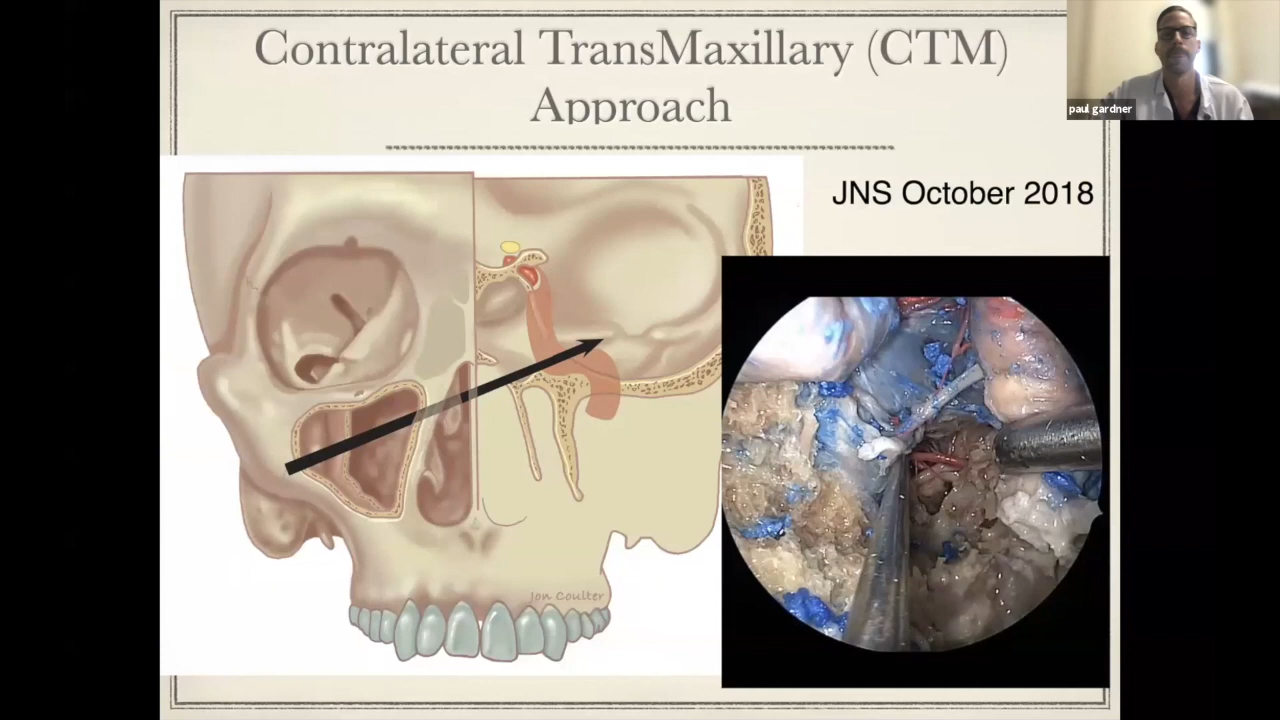 Contralateral TransMaxillary (CTM)
Approach
paul gardner
JNS October 2018
Jon Coulter